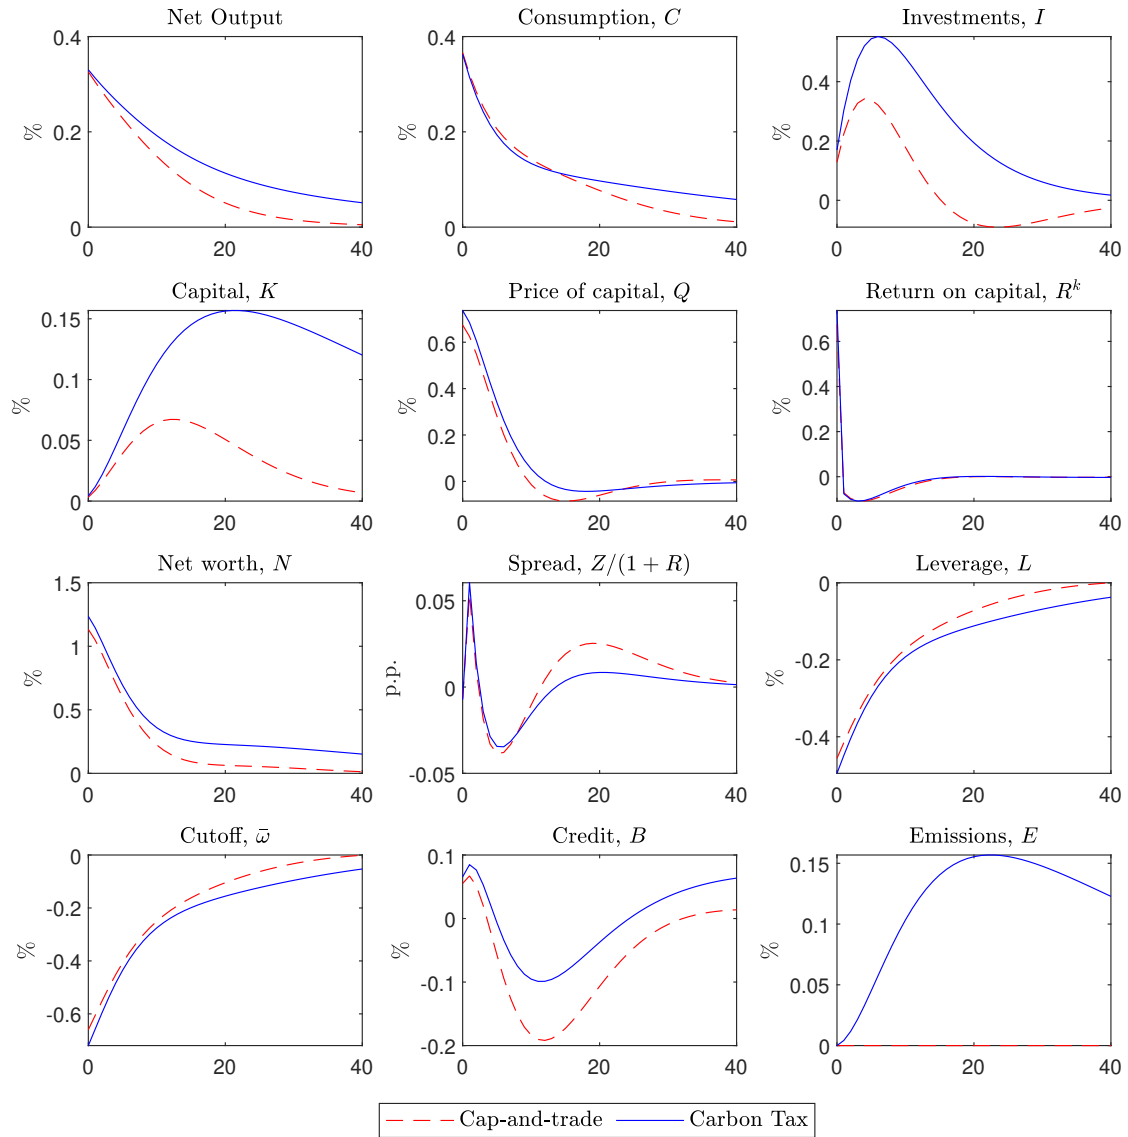 Net Output
Consumption, C
Investments, I
%
0.4
0.2
0
0 20 40
%
0.4
0.2
0
0 20 40
%
0.4
0.2
0
0 20 40
Capital, K
Price of capital, Q
Return on capital, R^k
%
0.15
0.1
0.05
0
0 20 40
%
0.6
0.4
0.2
0
0 20 40
%
0.6
0.4
0.2
0
0 20 40
Net worth, N
Spread, Z/(1 + R)
Leverage, L
%
1.5
1
0.5
0
0 20 40
p.p.
0.05
0
-0.05
0 20 40
%
0
-0.2
-0.4
0 20 40
Cutoff, ω̄
Credit, B
Emissions, E
%
0
-0.2
-0.4
-0.6
0 20 40
%
0.1
0
-0.1
-0.2
0 20 40
%
0.15
0.1
0.05
0
0 20 40
Cap-and-trade Carbon Tax